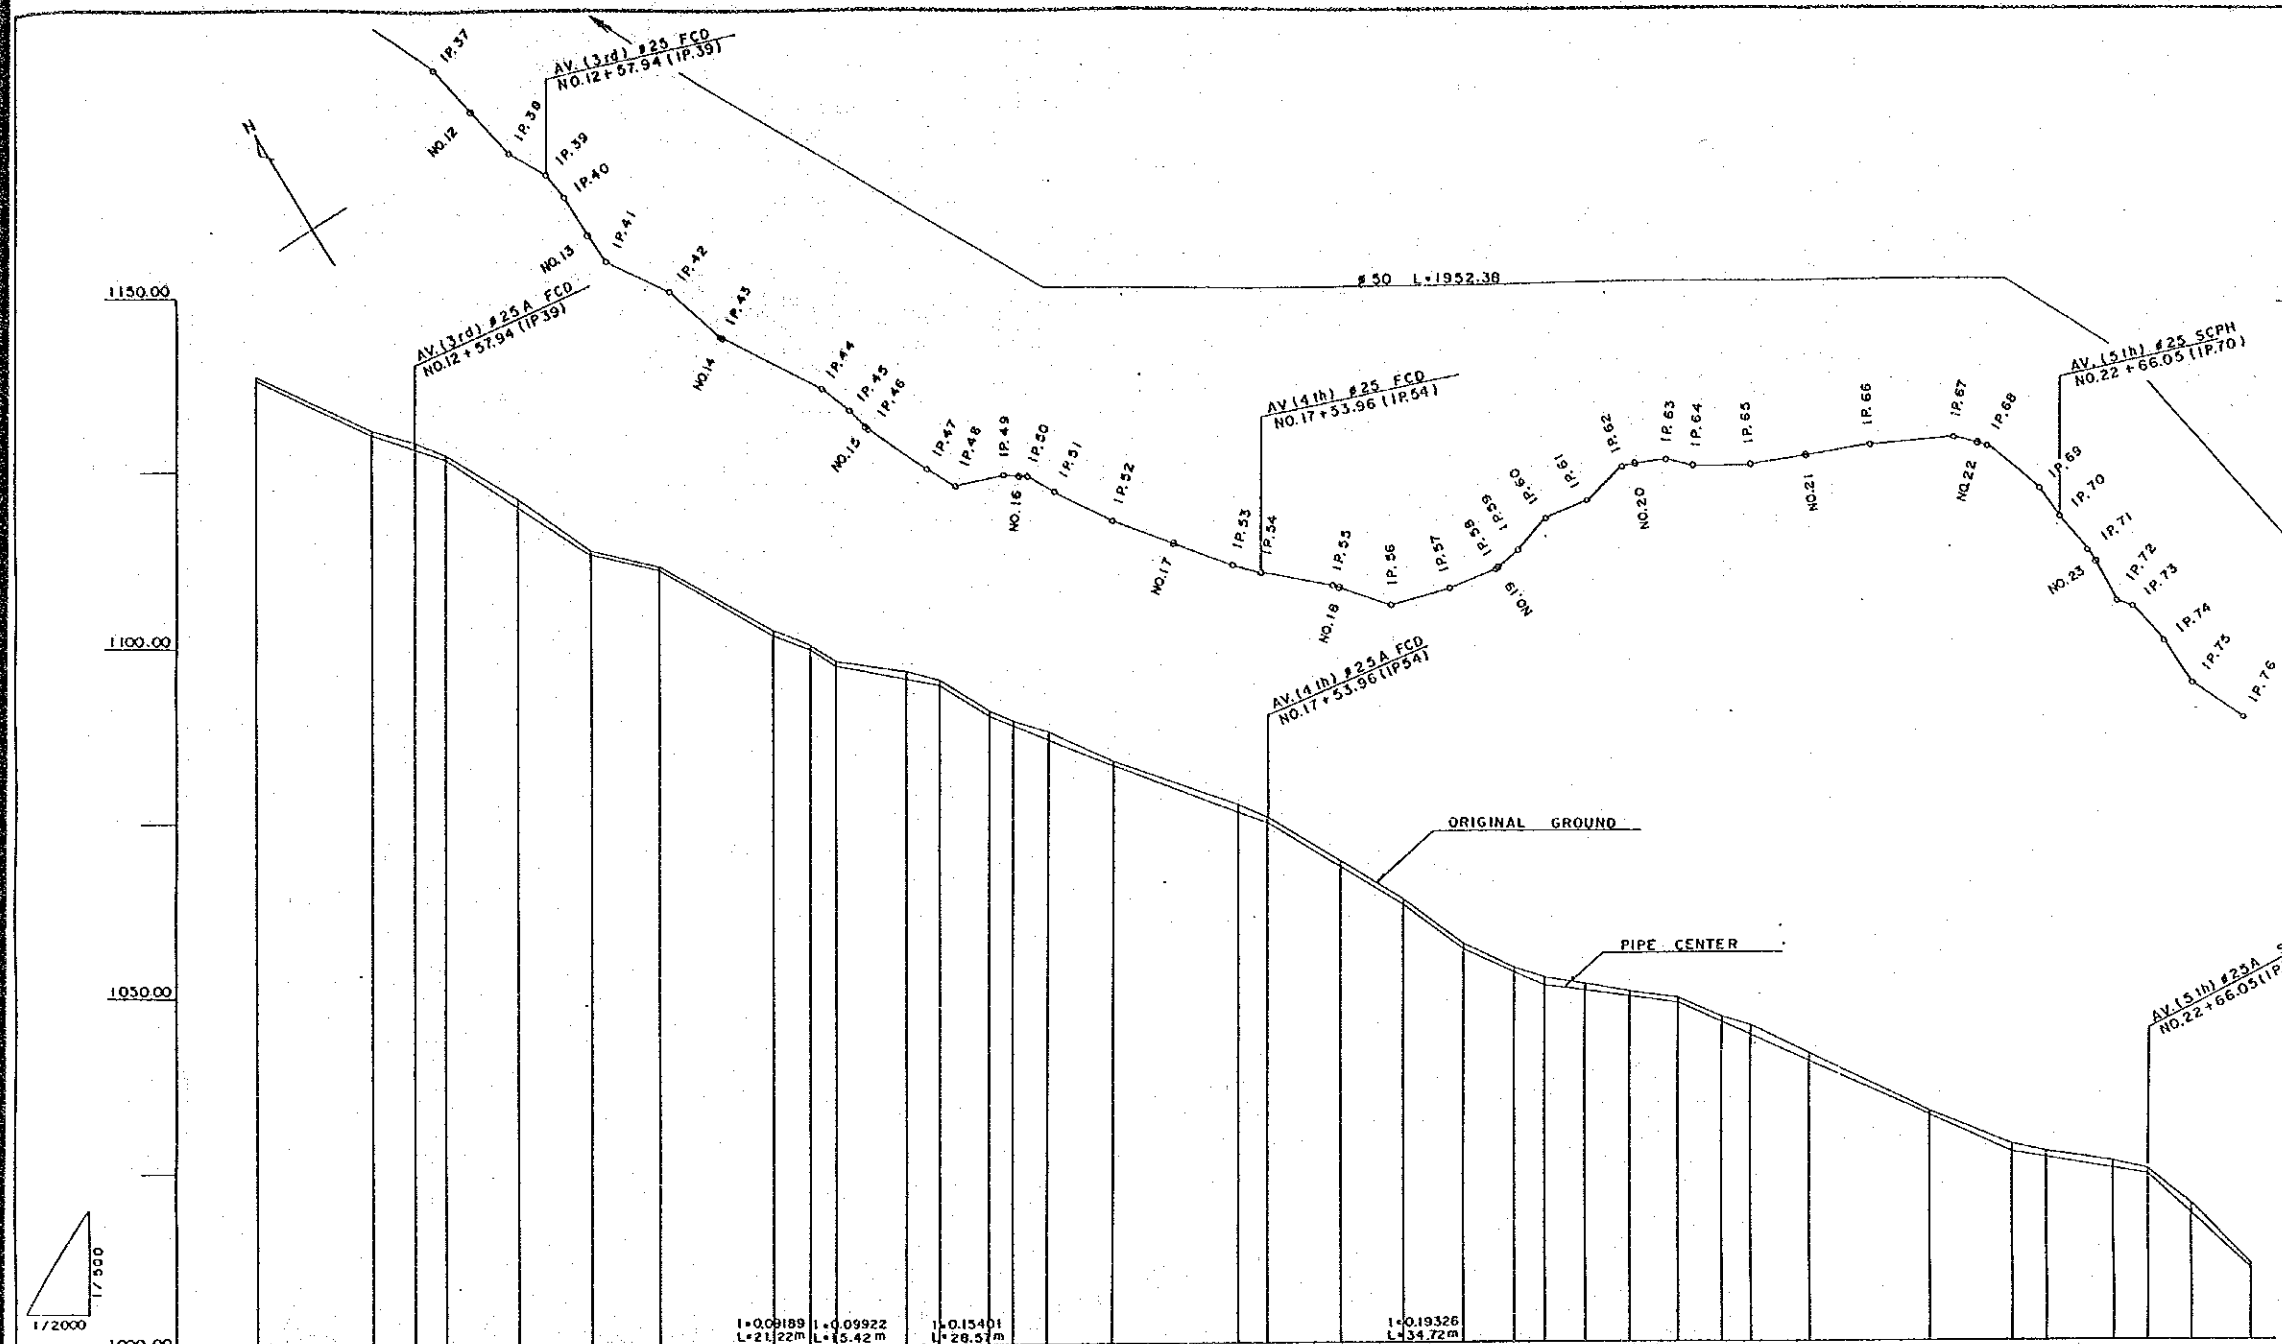 IP.37
AV.(3rd) ø25 FCD
NO.12+57.94 (IP.39)
NO.12
IP.38
IP.39
IP.40
N
NO.13
IP.41
IP.42
IP.43
NO.14
1150.00
AV.(3rd) ø25A FCD
NO.12+57.94 (IP39)
ø50 L=1952.38
IP.44
IP.45
IP.46
NO.15
IP.47
IP.48
IP.49
IP.50
NO.16
IP.51
IP.52
NO.17
AV(4th) ø25 FCD
NO.17+53.96 (IP.54)
IP.53
IP.54
IP.55
NO.18
IP.56
IP.57
IP.58
IP.59
NO.19
IP.60
IP.61
IP.62
NO.20
IP.63
IP.64
IP.65
NO.21
IP.66
IP.67
NO.22
IP.68
AV.(5th) ø25 SCPH
NO.22+66.05 (IP.70)
IP.69
IP.70
IP.71
NO.23
IP.72
IP.73
IP.74
IP.75
IP.76
1100.00
AV.(4th) ø25A FCD
NO.17+53.96 (IP54)
ORIGINAL GROUND
PIPE CENTER
1050.00
AV.(5th) ø25A S
NO.22+66.05(IP
1/500
1/2000
I=0.09189
L=21.22m
I=0.09922
L=15.42m
I=0.15401
L=28.57m
I=0.19326
L=34.72m